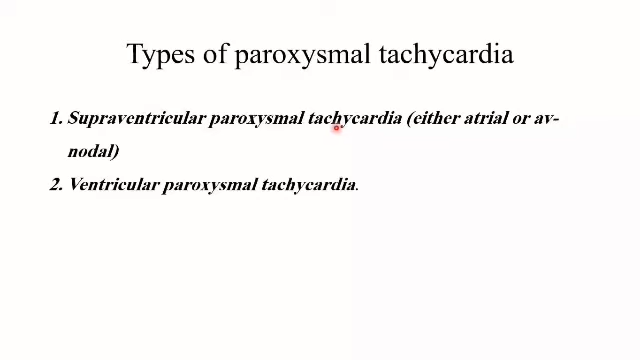 Types of paroxysmal tachycardia
1. Supraventricular paroxysmal tachycardia (either atrial or av-
nodal)
2. Ventricular paroxysmal tachycardia.